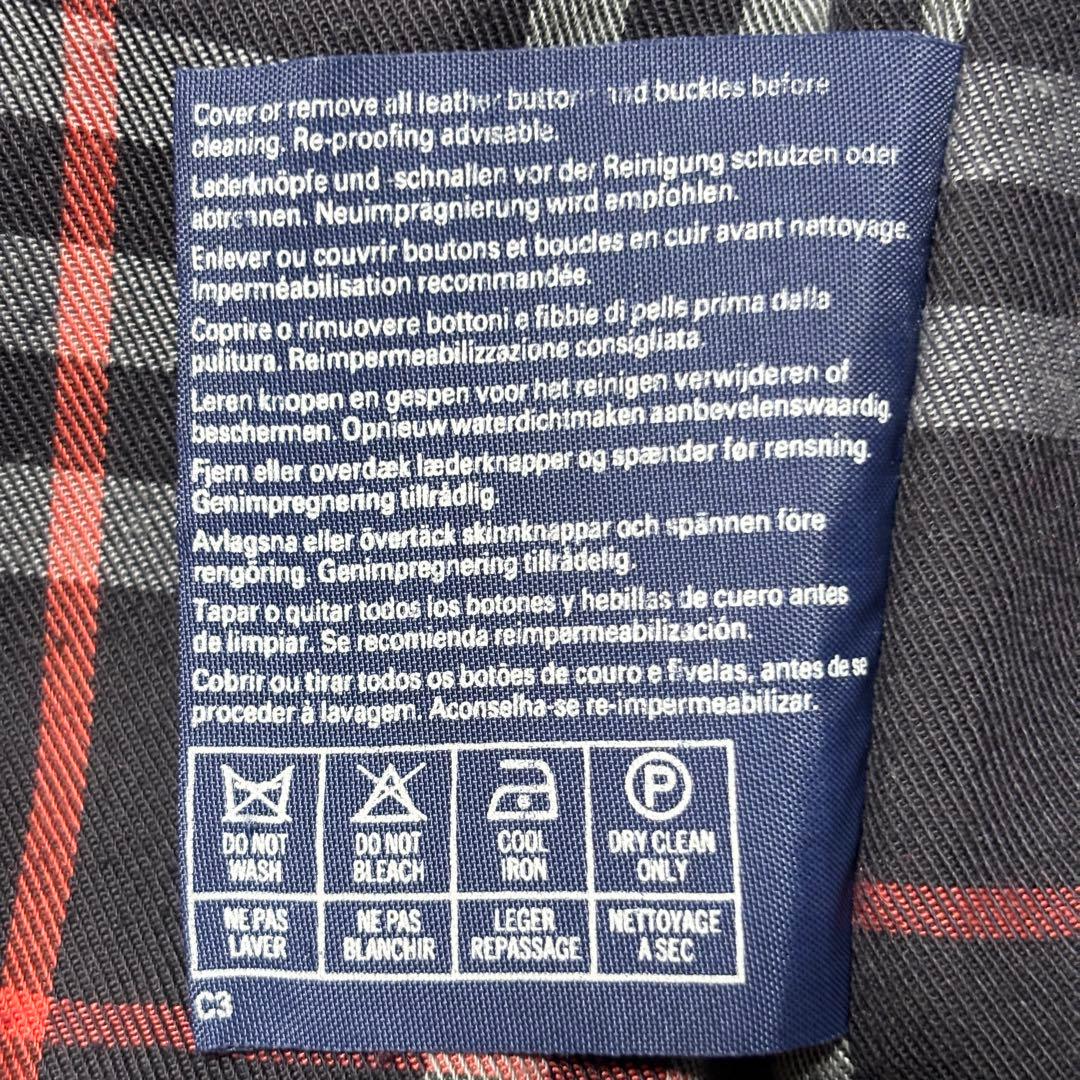 Cover or remove all leather buttons and buckles before
cleaning. Re-proofing advisable.
Lederknöpfe und -schnallen vor der Reinigung schutzen oder
abtrennen. Neuimprägnierung wird empfohlen.
Enlever ou couvrir boutons et boucles en cuir avant nettoyage.
Imperméabilisation recommandée.
Coprire o rimuovere bottoni e fibbie di pelle prima della
pulitura. Reimpermeabilizzazione consigliata
Leren knopen en gespen voor het reinigen verwijderen of
beschermen. Opnieuw waterdichtmaken aanbevelenswaardig
Fjern eller overdæk læderknapper og spænder før rensning.
Genimpregnering tillrådlig.
Avlagsna eller övertäck skinnknappar och spännen före
rengöring. Genimpregnering tillrådelig.
Tapar o quitar todos los botones y hebillas de cuero antes
de limpiar. Se recomienda reimpermeabilización.
Cobrir ou tirar todos os botões de couro e fivelas, antes de se
proceder à lavagem. Aconselha-se re-impermeabilizar.
P
DO NOT WASH
DO NOT BLEACH
COOL IRON
DRY CLEAN ONLY
NE PAS LAVER
NE PAS BLANCHIR
LEGER REPASSAGE
NETTOYAGE A SEC
C3